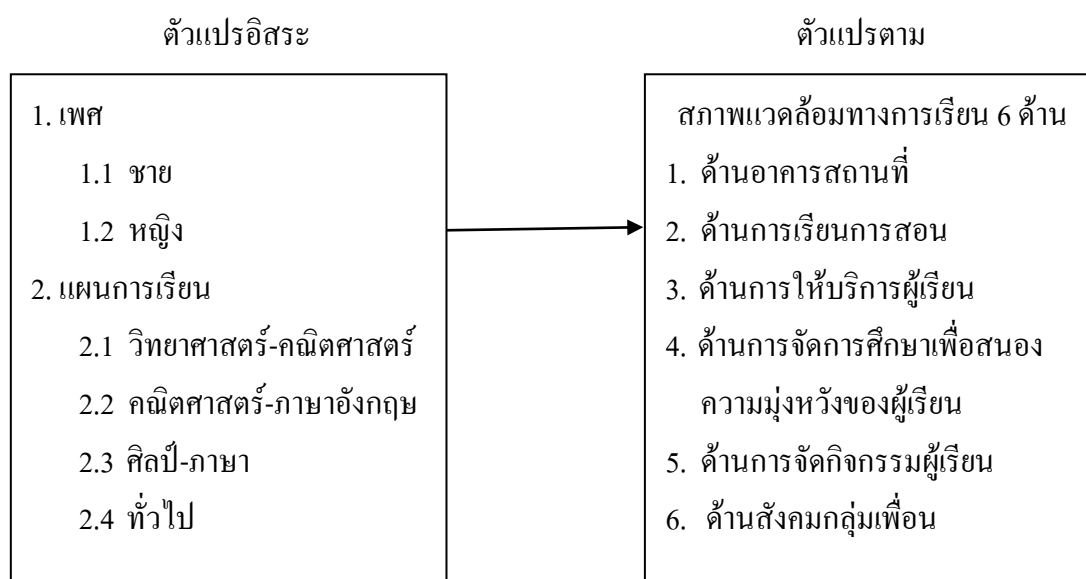 ตัวแปรอิสระ
1. เพศ
1.1 ชาย
1.2 หญิง
2. แผนการเรียน
2.1 วิทยาศาสตร์-คณิตศาสตร์
2.2 คณิตศาสตร์-ภาษาอังกฤษ
2.3 ศิลป์-ภาษา
2.4 ทั่วไป
ตัวแปรตาม
สภาพแวดล้อมทางการเรียน 6 ด้าน
1. ด้านอาคารสถานที่
2. ด้านการเรียนการสอน
3. ด้านการให้บริการผู้เรียน
4. ด้านการจัดการศึกษาเพื่อสนอง
ความมุ่งหวังของผู้เรียน
5. ด้านการจัดกิจกรรมผู้เรียน
6. ด้านสังคมกลุ่มเพื่อน